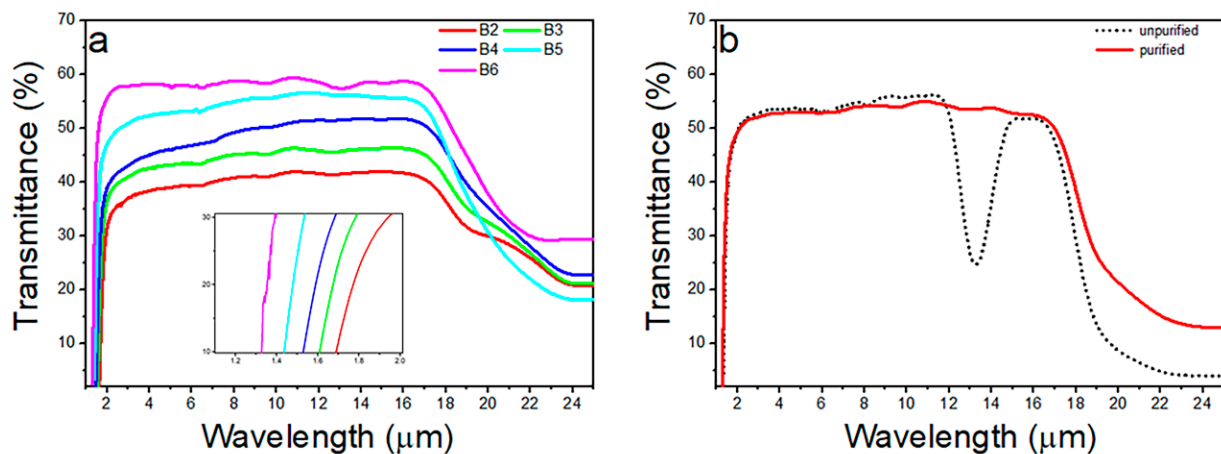 a
B2 B3
B4 B5
B6
70
60
50
40
30
20
10
Transmittance (%)
30
20
10
1.2 1.4 1.6 1.8 2.0
2 4 6 8 10 12 14 16 18 20 22 24
Wavelength (μm)
b
unpurified
purified
70
60
50
40
30
20
10
Transmittance (%)
2 4 6 8 10 12 14 16 18 20 22 24
Wavelength (μm)